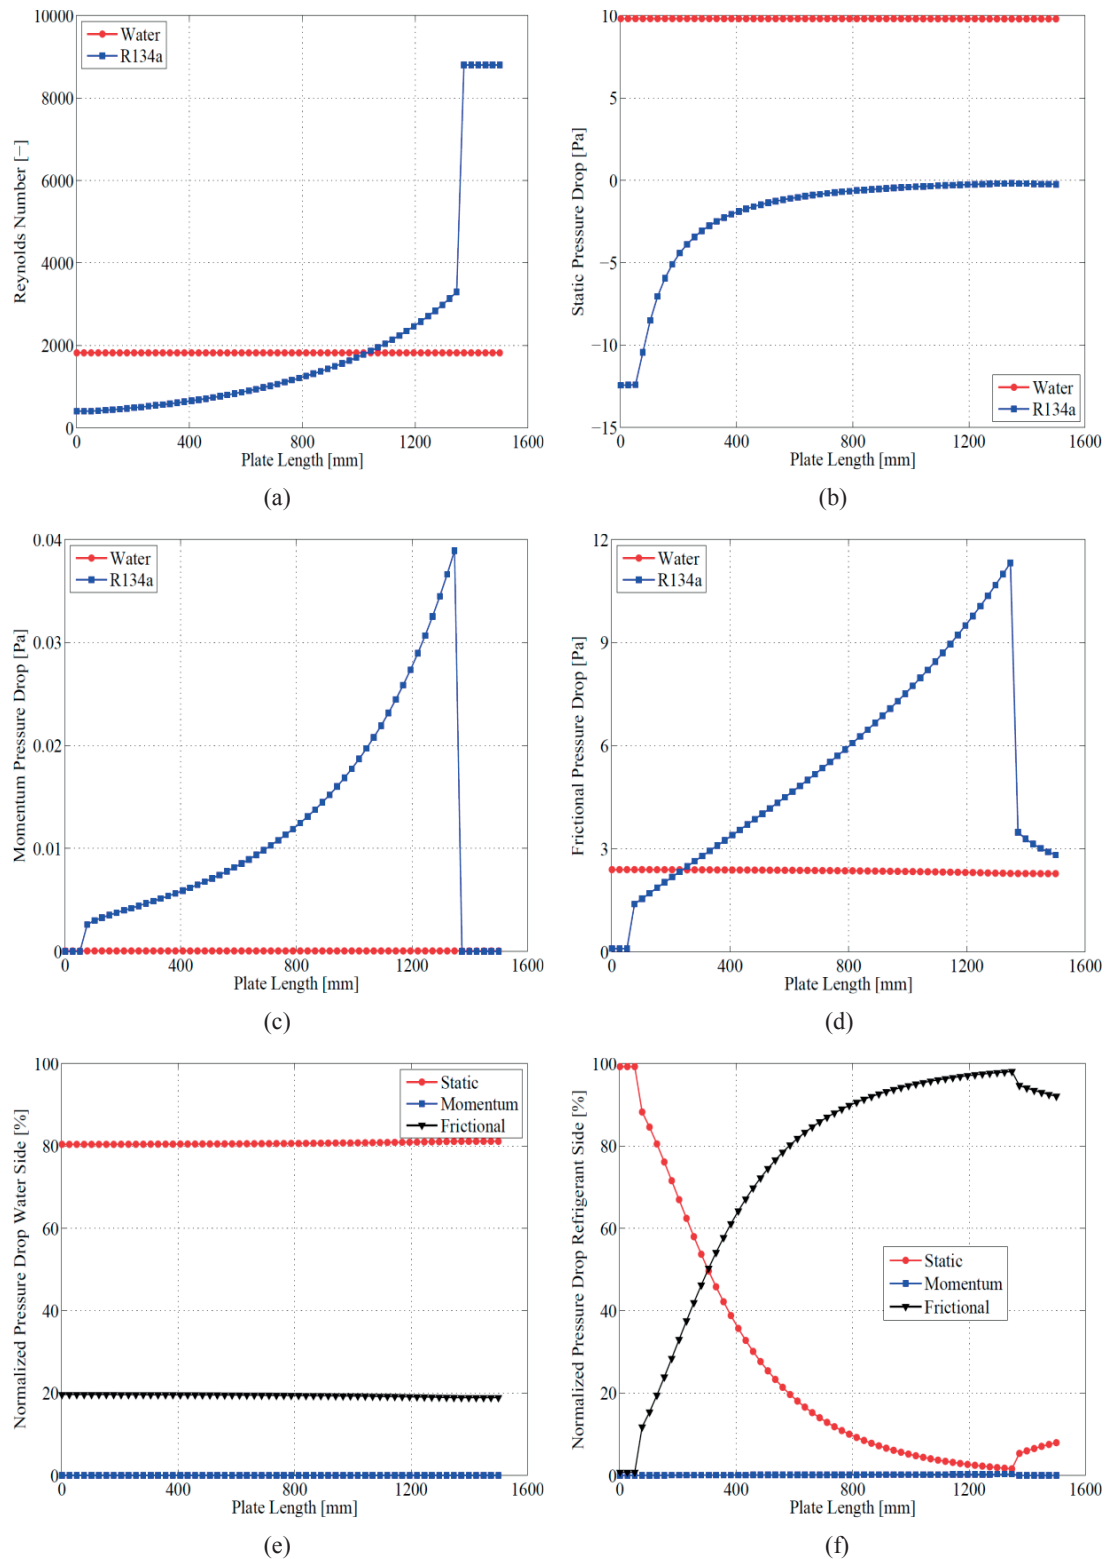 10000
8000
6000
4000
2000
0
0
400
800
1200
1600
Reynolds Number [−]
Plate Length [mm]
Water
R134a
(a)
10
5
0
−5
−10
−15
0
400
800
1200
1600
Static Pressure Drop [Pa]
Plate Length [mm]
Water
R134a
(b)
0.04
0.03
0.02
0.01
0
0
400
800
1200
1600
Momentum Pressure Drop [Pa]
Plate Length [mm]
Water
R134a
(c)
12
9
6
3
0
0
400
800
1200
1600
Frictional Pressure Drop [Pa]
Plate Length [mm]
Water
R134a
(d)
100
80
60
40
20
0
0
400
800
1200
1600
Normalized Pressure Drop Water Side [%]
Plate Length [mm]
Static
Momentum
Frictional
(e)
100
80
60
40
20
0
0
400
800
1200
1600
Normalized Pressure Drop Refrigerant Side [%]
Plate Length [mm]
Static
Momentum
Frictional
(f)